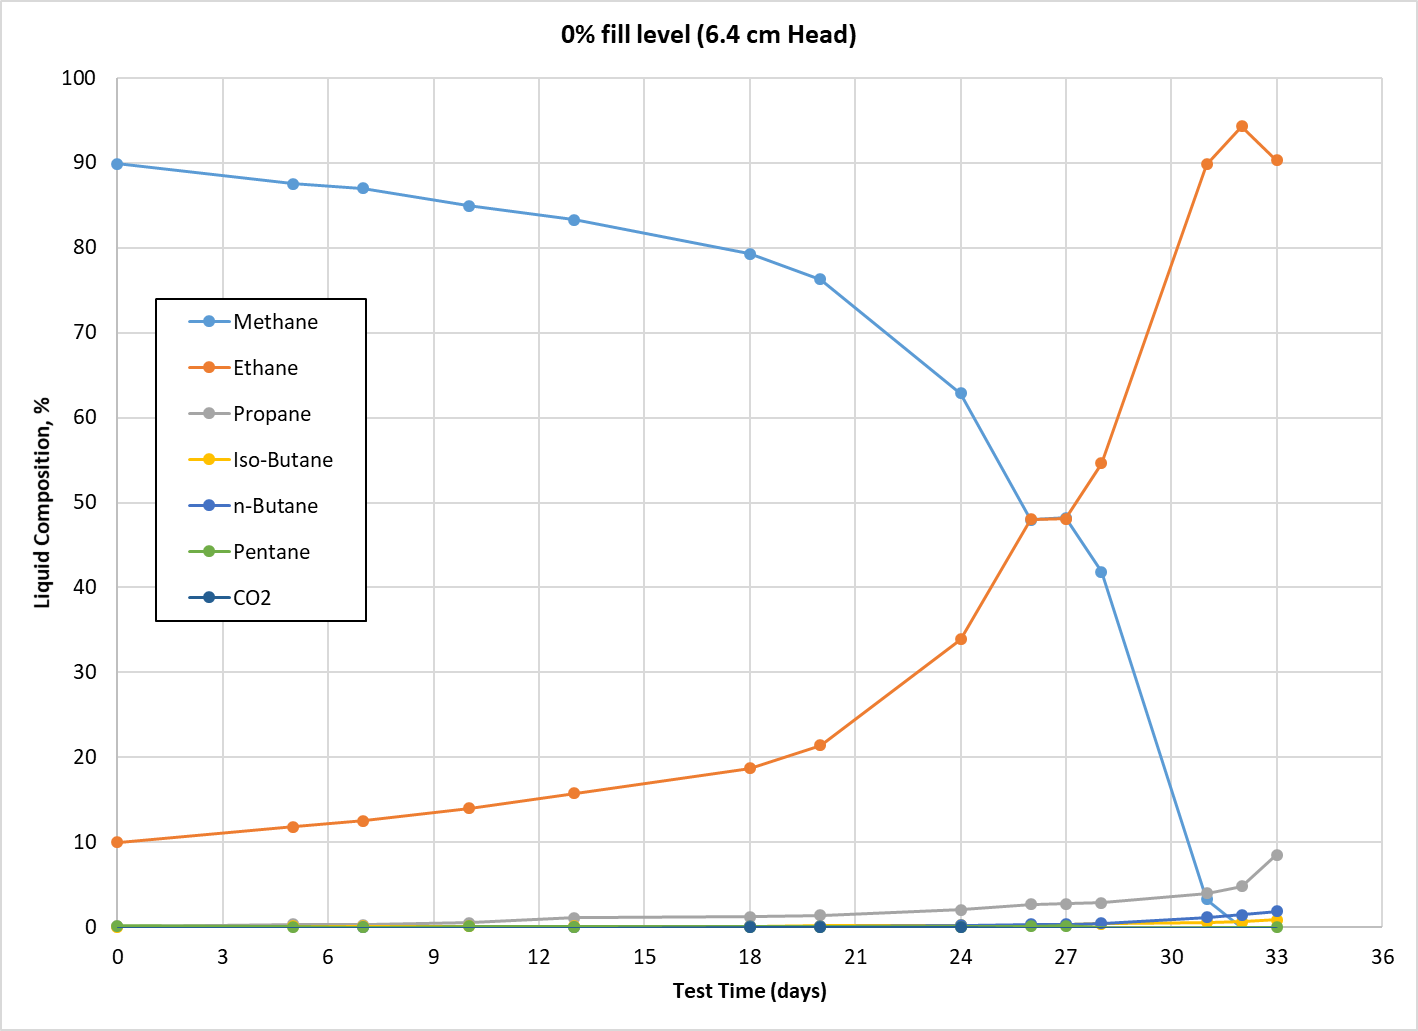 0% fill level (6.4 cm Head)
100
90
80
70
60
50
40
30
20
10
0
Liquid Composition, %
Methane
Ethane
Propane
Iso-Butane
n-Butane
Pentane
CO2
0 3 6 9 12 15 18 21 24 27 30 33 36
Test Time (days)